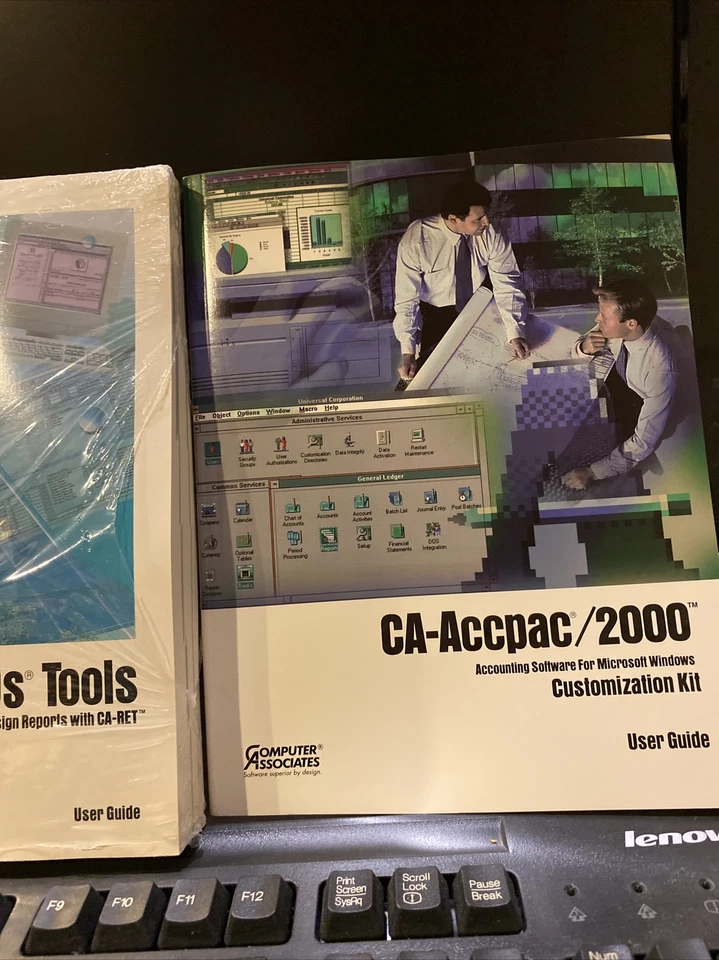 s® Tools
sign Reports with CA-RET™
User Guide
Universal Corporation
File Object Options Window Macro Help
Administrative Services
Security Groups
User Authorizations
Customization Directories
Data Integrity
Data Activation
Restart Maintenance
Common Services
General Ledger
Company
Calendar
Currency
Optional Tables
Chart of Accounts
Accounts
Account Activities
Batch List
Journal Entry
Post Batches
Period Processing
Reports
Setup
Financial Statements
DOS Integration
CA-Accpac®/2000™
Accounting Software For Microsoft Windows
Customization Kit
User Guide
COMPUTER®
ASSOCIATES
Software superior by design.
lenov
F9
F10
F11
F12
Print Screen
SysRq
Scroll Lock
Pause
Break
Num